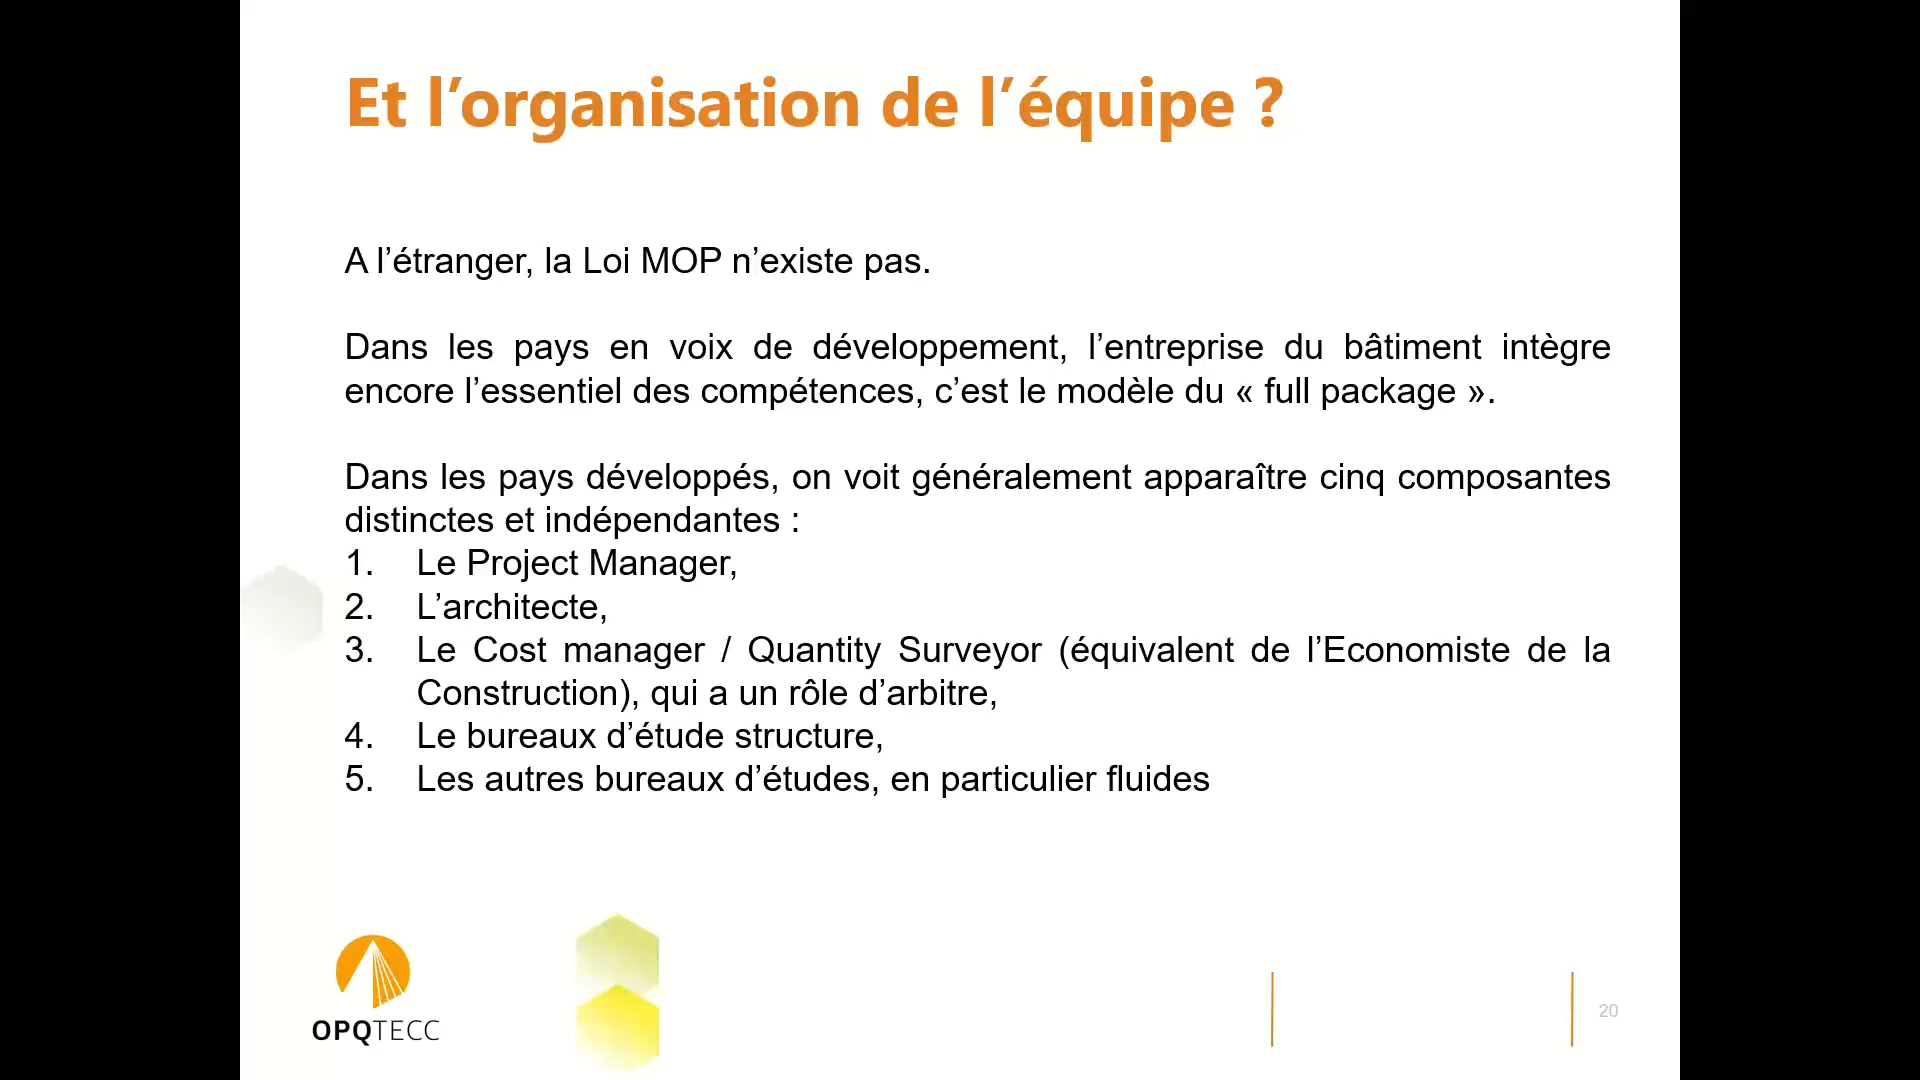 Et l’organisation de l’équipe ?
A l’étranger, la Loi MOP n’existe pas.
Dans les pays en voix de développement, l’entreprise du bâtiment intègre
encore l’essentiel des compétences, c’est le modèle du « full package ».
Dans les pays développés, on voit généralement apparaître cinq composantes
distinctes et indépendantes :
1. Le Project Manager,
2. L’architecte,
3. Le Cost manager / Quantity Surveyor (équivalent de l’Economiste de la
Construction), qui a un rôle d’arbitre,
4. Le bureaux d’étude structure,
5. Les autres bureaux d’études, en particulier fluides
OPQTECC
20